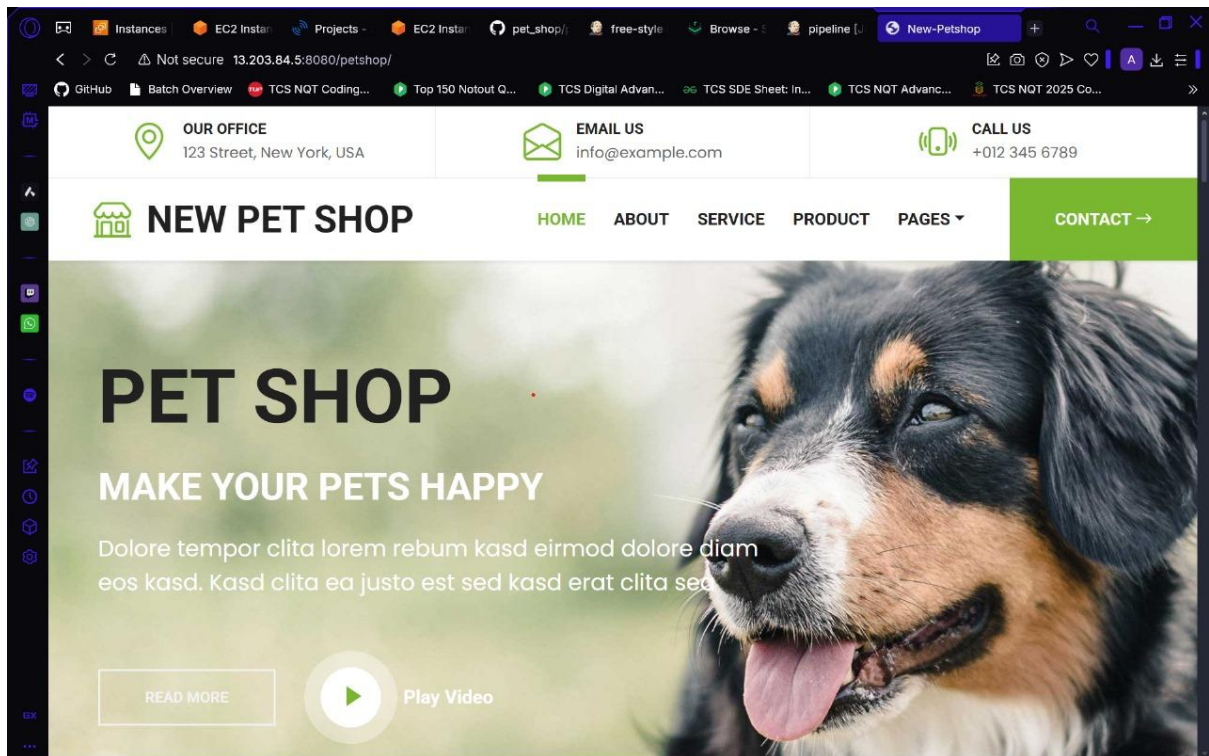 Instances
EC2 Instan
Projects -
EC2 Instan
pet_shop/
free-style
Browse - S
pipeline [J
New-Petshop
Not secure 13.203.84.5:8080/petshop/
A
GitHub
Batch Overview
TCS NQT Coding...
Top 150 Notout Q...
TCS Digital Advan...
TCS SDE Sheet: In...
TCS NQT Advanc...
TCS NQT 2025 Co...
OUR OFFICE
123 Street, New York, USA
EMAIL US
info@example.com
CALL US
+012 345 6789
NEW PET SHOP
HOME
ABOUT
SERVICE
PRODUCT
PAGES
CONTACT →
PET SHOP
MAKE YOUR PETS HAPPY
Dolore tempor clita lorem rebum kasd eirmod dolore diam
eos kasd. Kasd clita ea justo est sed kasd erat clita sea
READ MORE
Play Video
GX